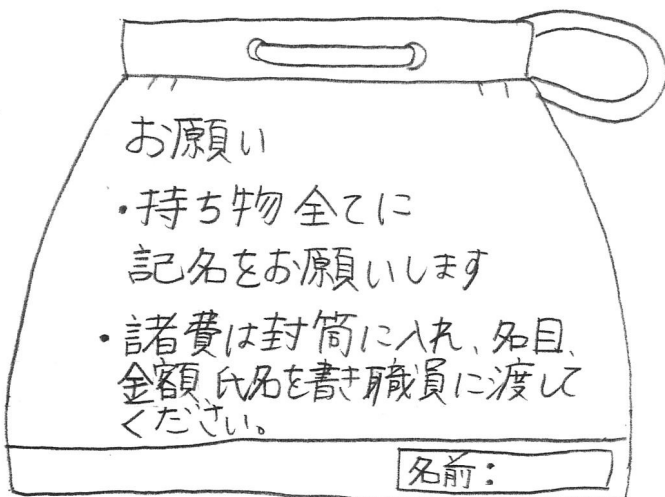 お願い
・持ち物全てに
記名をお願いします
・諸費は封筒に入れ、名目、
金額 氏名を書き職員に渡して
ください。
名前：